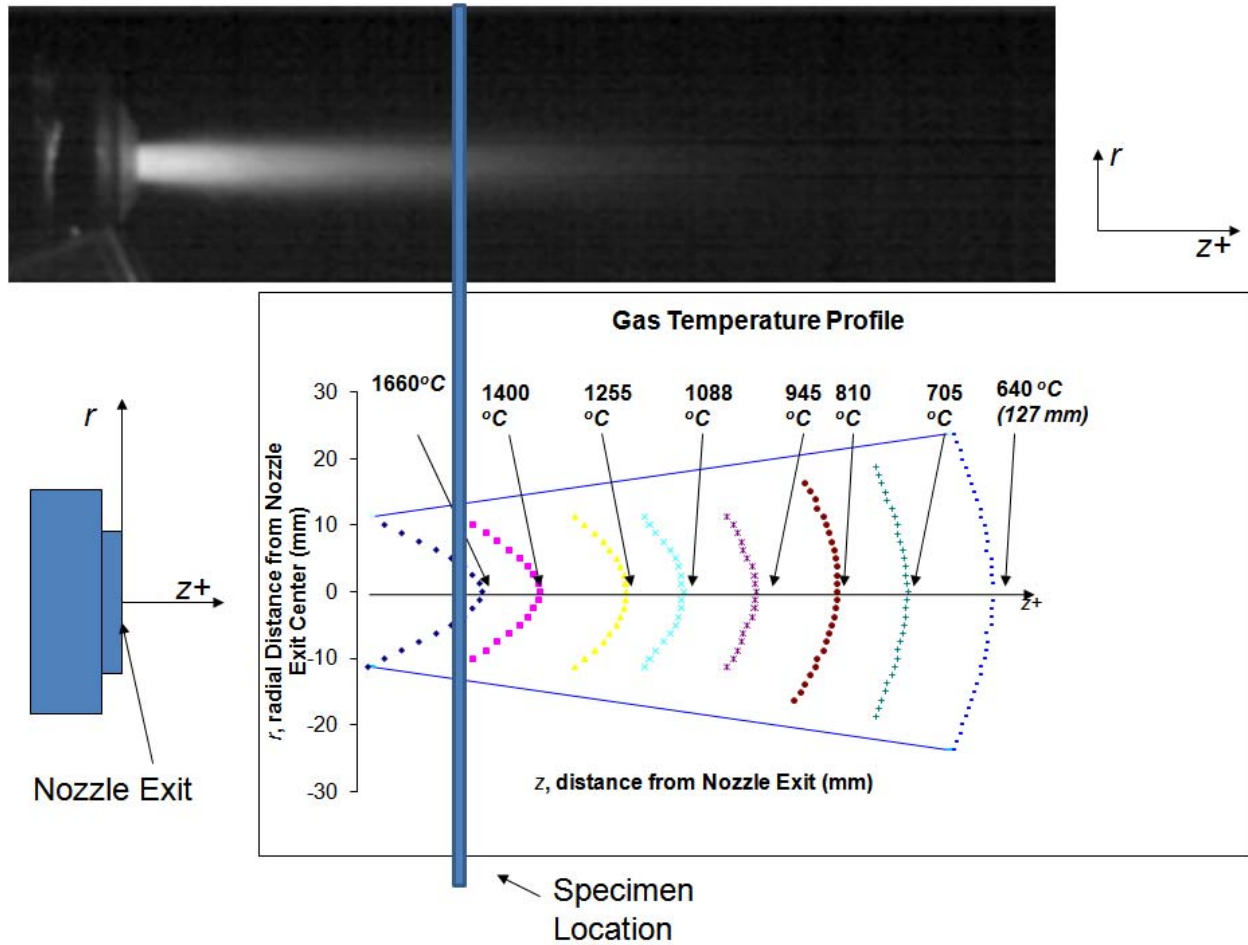 r
z+
Gas Temperature Profile
1660°C
1400
°C
1255
°C
1088
°C
945
°C
810
°C
705
°C
640 °C
(127 mm)
30
20
10
0
-10
-20
-30
r, radial Distance from Nozzle
Exit Center (mm)
z+
z, distance from Nozzle Exit (mm)
r
z+
Nozzle Exit
Specimen
Location